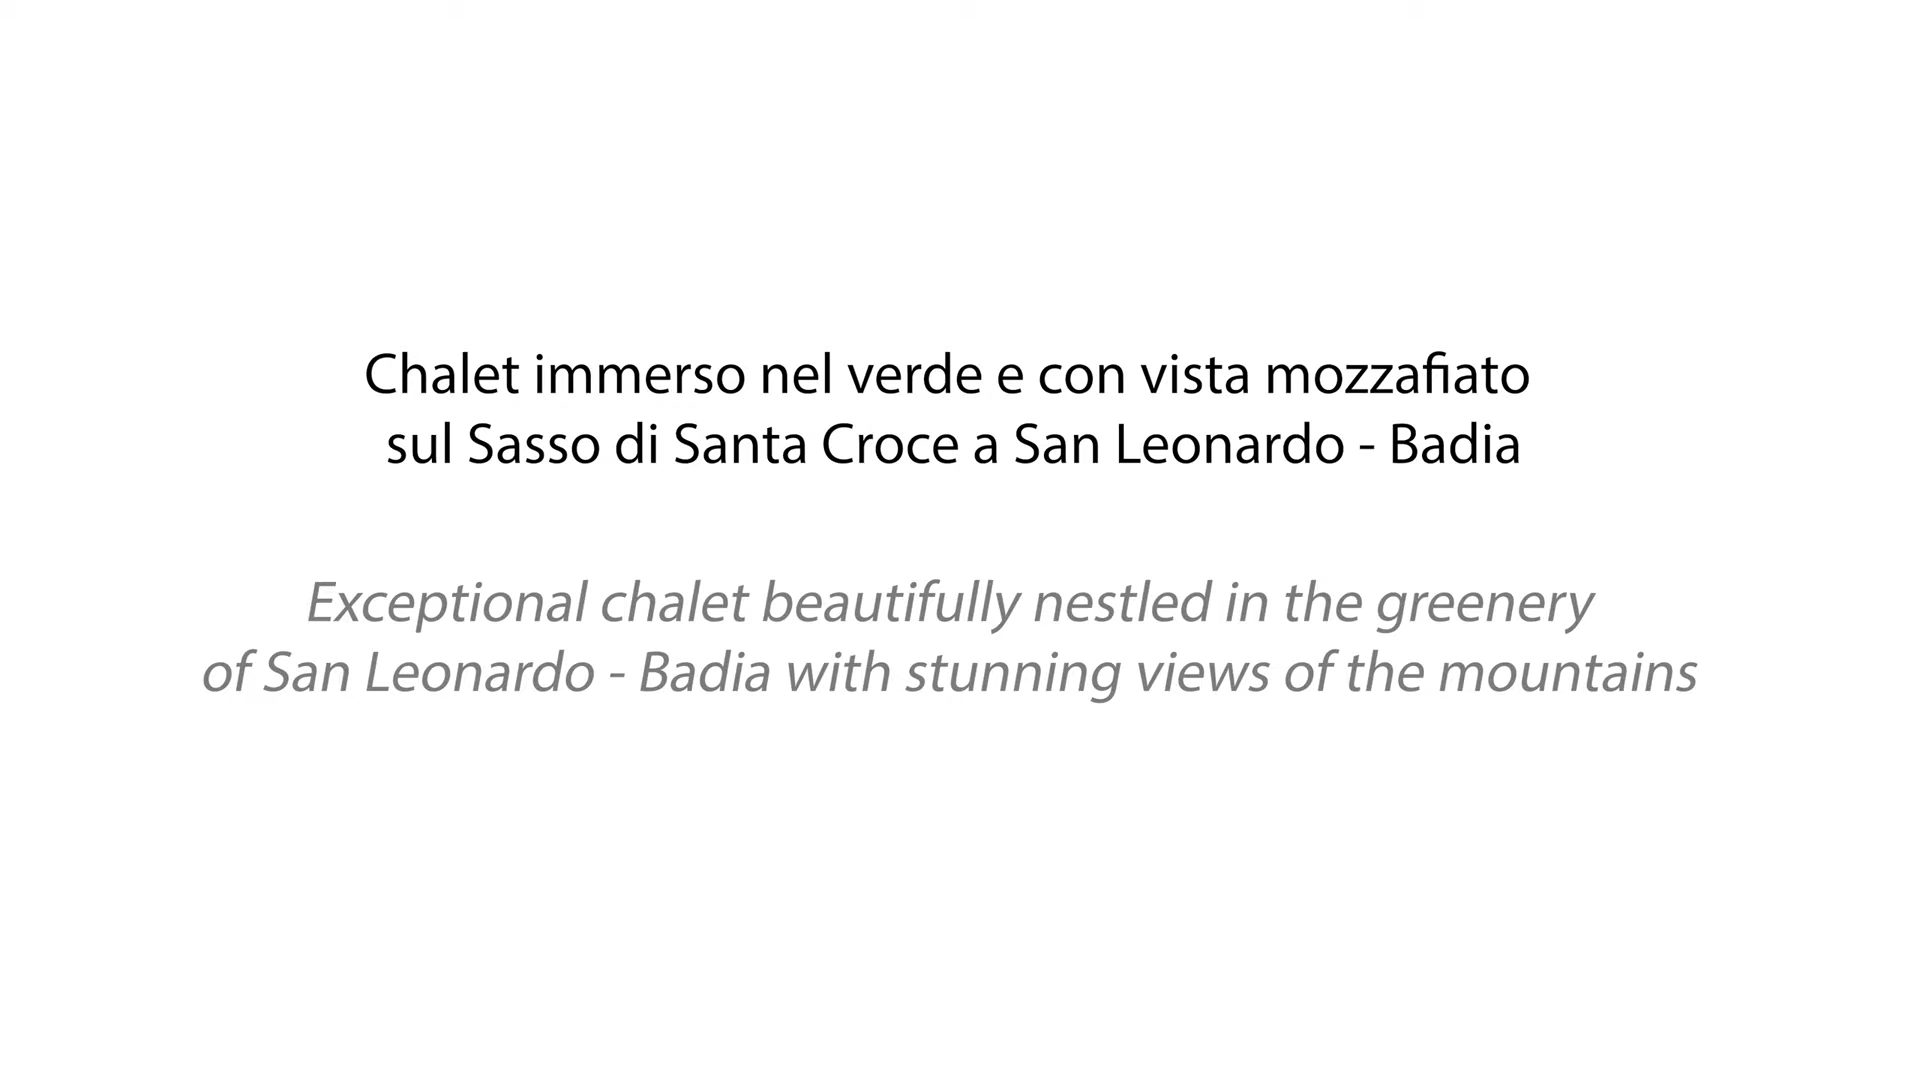 Chalet immerso nel verde e con vista mozzafiato
sul Sasso di Santa Croce a San Leonardo - Badia
Exceptional chalet beautifully nestled in the greenery
of San Leonardo - Badia with stunning views of the mountains